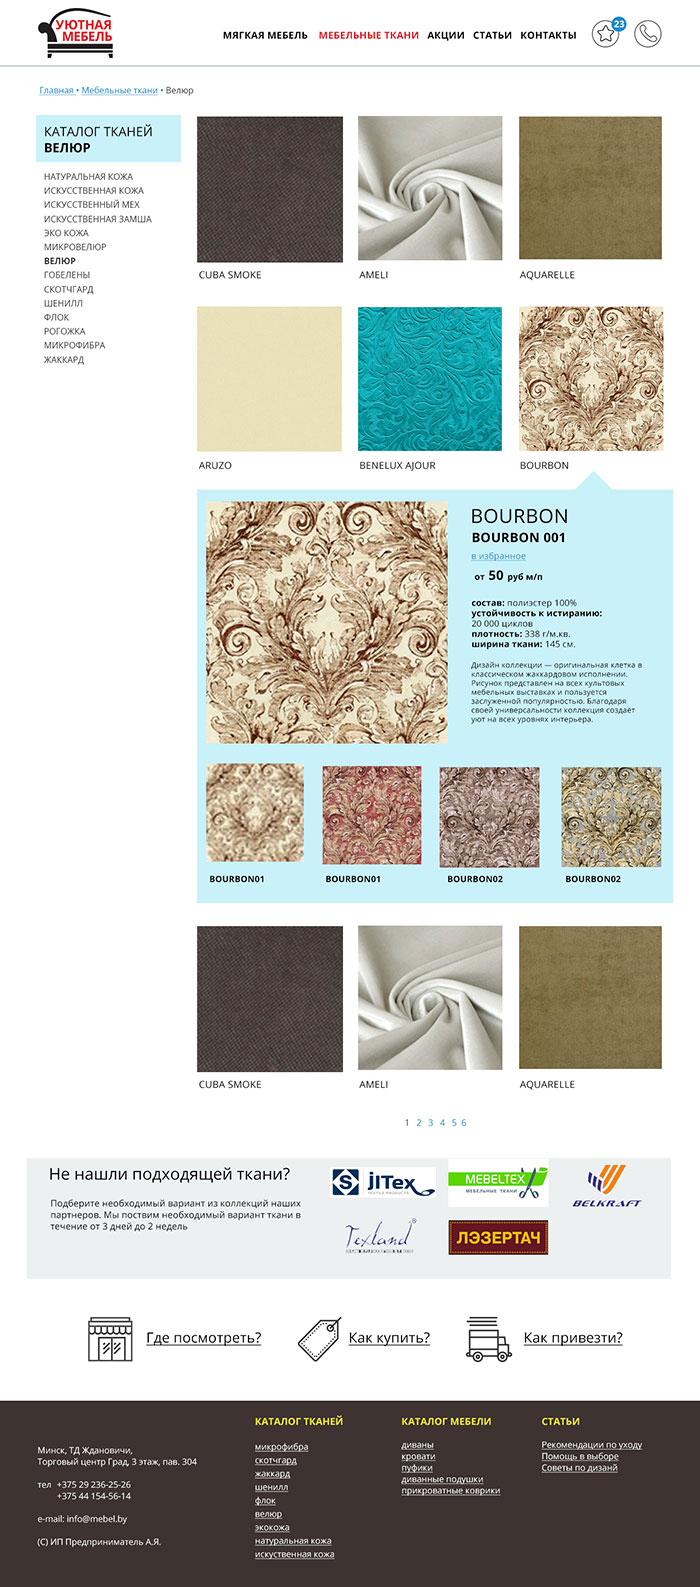 УЮТНАЯ
МЕБЕЛЬ
МЯГКАЯ МЕБЕЛЬ МЕБЕЛЬНЫЕ ТКАНИ АКЦИИ СТАТЬИ КОНТАКТЫ 23
Главная • Мебельные ткани • Велюр
КАТАЛОГ ТКАНЕЙ
ВЕЛЮР
НАТУРАЛЬНАЯ КОЖА
ИСКУССТВЕННАЯ КОЖА
ИСКУССТВЕННЫЙ МЕХ
ИСКУССТВЕННАЯ ЗАМША
ЭКО КОЖА
МИКРОВЕЛЮР
ВЕЛЮР
ГОБЕЛЕНЫ
СКОТЧГАРД
ШЕНИЛЛ
ФЛОК
РОГОЖКА
МИКРОФИБРА
ЖАККАРД
CUBA SMOKE AMELI AQUARELLE
ARUZO BENELUX AJOUR BOURBON
BOURBON
BOURBON 001
в избранное
от 50 руб м/п
состав: полиэстер 100%
устойчивость к истиранию:
20 000 циклов
плотность: 338 г/м.кв.
ширина ткани: 145 см.
Дизайн коллекции — оригинальная клетка в
классическом жаккардовом исполнении.
Рисунок представлен на всех культовых
мебельных выставках и пользуется
заслуженной популярностью. Благодаря
своей универсальности коллекция создаёт
уют на всех уровнях интерьера.
BOURBON01 BOURBON01 BOURBON02 BOURBON02
CUBA SMOKE AMELI AQUARELLE
1 2 3 4 5 6
Не нашли подходящей ткани?
Подберите необходимый вариант из коллекций наших
партнеров. Мы поствим необходимый вариант ткани в
течение от 3 дней до 2 недель
S JITex
MEBELTEX
МЕБЕЛЬНЫЕ ТКАНИ
BELKRAFT
Texland
ЛЭЗЕРТАЧ
Где посмотреть? Как купить? Как привезти?
Минск, ТД Ждановичи,
Торговый центр Град, 3 этаж, пав. 304
тел +375 29 236-25-26
+375 44 154-56-14
e-mail: info@mebel.by
(С) ИП Предприниматель А.Я.
КАТАЛОГ ТКАНЕЙ
микрофибра
скотчгард
жаккард
шенилл
флок
велюр
экокожа
натуральная кожа
искуственная кожа
КАТАЛОГ МЕБЕЛИ
диваны
кровати
пуфики
диванные подушки
прикроватные коврики
СТАТЬИ
Рекомендации по уходу
Помощь в выборе
Советы по дизанй